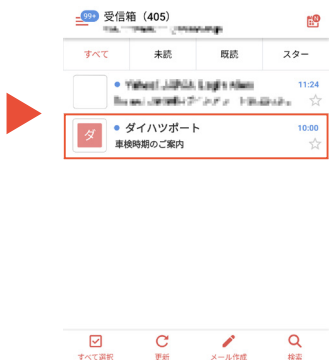 99+ 受信箱（405）
すべて 未読 既読 スター
11:24
ダ ダイハツポート 10:00
車検時期のご案内
すべて選択 更新 メール作成 検索